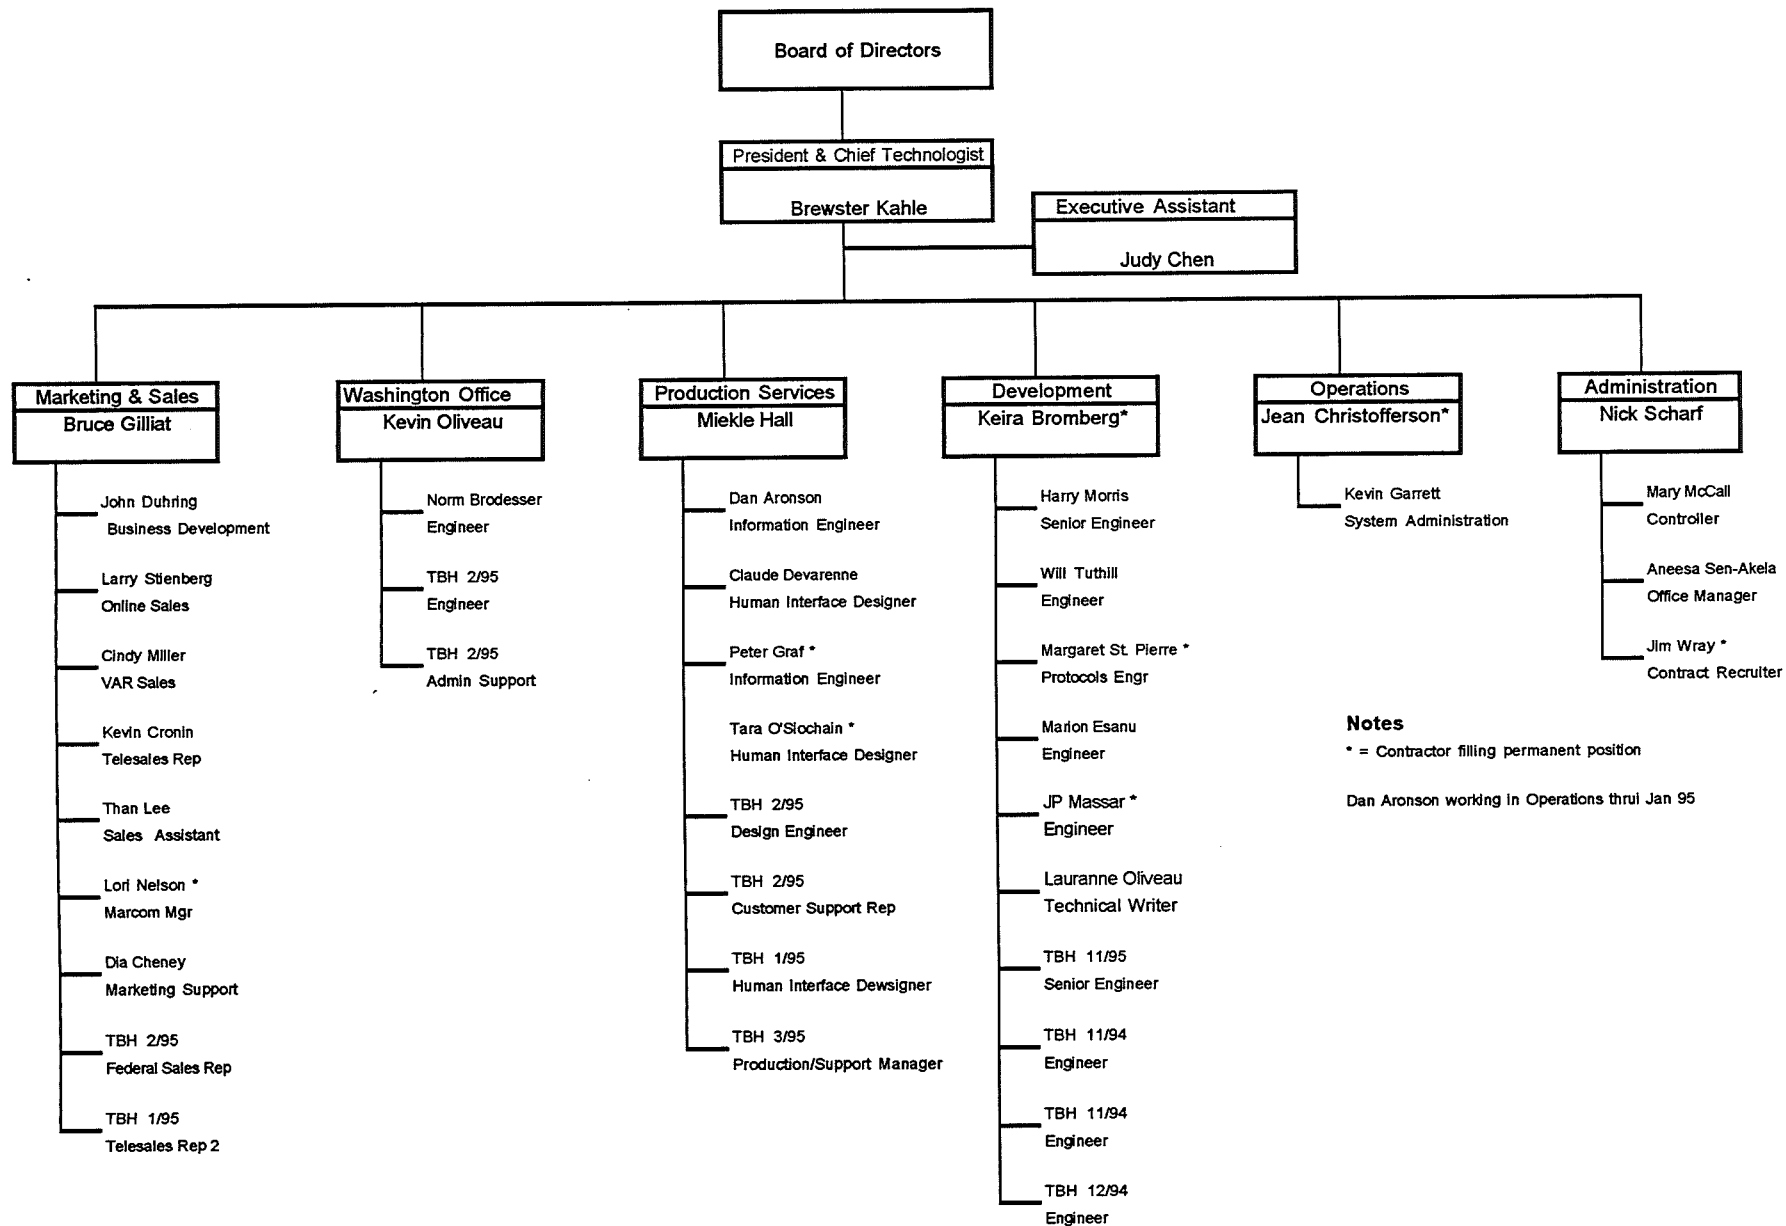 Board of Directors
President & Chief Technologist
Brewster Kahle
Executive Assistant
Judy Chen
Marketing & Sales
Bruce Gilliat
John Duhring
Business Development
Larry Stienberg
Online Sales
Cindy Miller
VAR Sales
Kevin Cronin
Telesales Rep
Than Lee
Sales Assistant
Lori Nelson *
Marcom Mgr
Dia Cheney
Marketing Support
TBH 2/95
Federal Sales Rep
TBH 1/95
Telesales Rep 2
Washington Office
Kevin Oliveau
Norm Brodesser
Engineer
TBH 2/95
Engineer
TBH 2/95
Admin Support
Production Services
Miekle Hall
Dan Aronson
Information Engineer
Claude Devarenne
Human Interface Designer
Peter Graf *
Information Engineer
Tara O'Siochain *
Human Interface Designer
TBH 2/95
Design Engineer
TBH 2/95
Customer Support Rep
TBH 1/95
Human Interface Dewsigner
TBH 3/95
Production/Support Manager
Development
Keira Bromberg*
Harry Morris
Senior Engineer
Will Tuthill
Engineer
Margaret St. Pierre *
Protocols Engr
Marion Esanu
Engineer
JP Massar *
Engineer
Lauranne Oliveau
Technical Writer
TBH 11/95
Senior Engineer
TBH 11/94
Engineer
TBH 11/94
Engineer
TBH 12/94
Engineer
Operations
Jean Christofferson*
Kevin Garrett
System Administration
Administration
Nick Scharf
Mary McCall
Controller
Aneesa Sen-Akela
Office Manager
Jim Wray *
Contract Recruiter
Notes
* = Contractor filling permanent position
Dan Aronson working in Operations thrui Jan 95